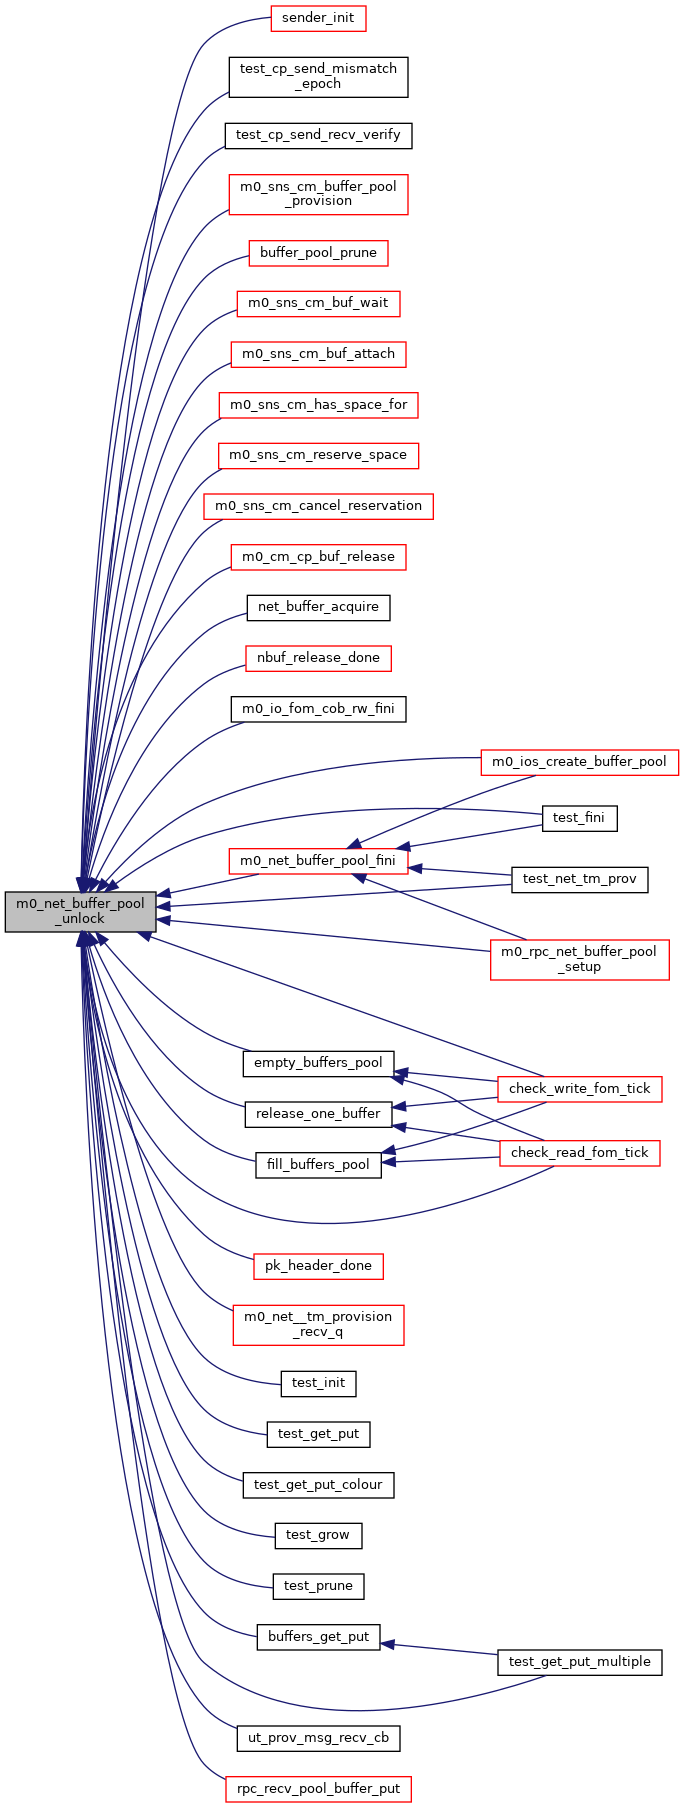 sender_init
test_cp_send_mismatch
_epoch
test_cp_send_recv_verify
m0_sns_cm_buffer_pool
_provision
buffer_pool_prune
m0_sns_cm_buf_wait
m0_sns_cm_buf_attach
m0_sns_cm_has_space_for
m0_sns_cm_reserve_space
m0_sns_cm_cancel_reservation
m0_cm_cp_buf_release
net_buffer_acquire
nbuf_release_done
m0_io_fom_cob_rw_fini
m0_ios_create_buffer_pool
test_fini
m0_net_buffer_pool_fini
test_net_tm_prov
m0_net_buffer_pool
_unlock
m0_rpc_net_buffer_pool
_setup
empty_buffers_pool
check_write_fom_tick
release_one_buffer
check_read_fom_tick
fill_buffers_pool
pk_header_done
m0_net__tm_provision
_recv_q
test_init
test_get_put
test_get_put_colour
test_grow
test_prune
buffers_get_put
test_get_put_multiple
ut_prov_msg_recv_cb
rpc_recv_pool_buffer_put